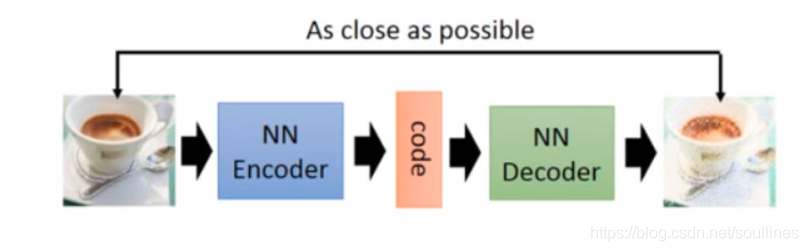 As close as possible
NN
Encoder
code
NN
Decoder
https://blog.csdn.net/soullines